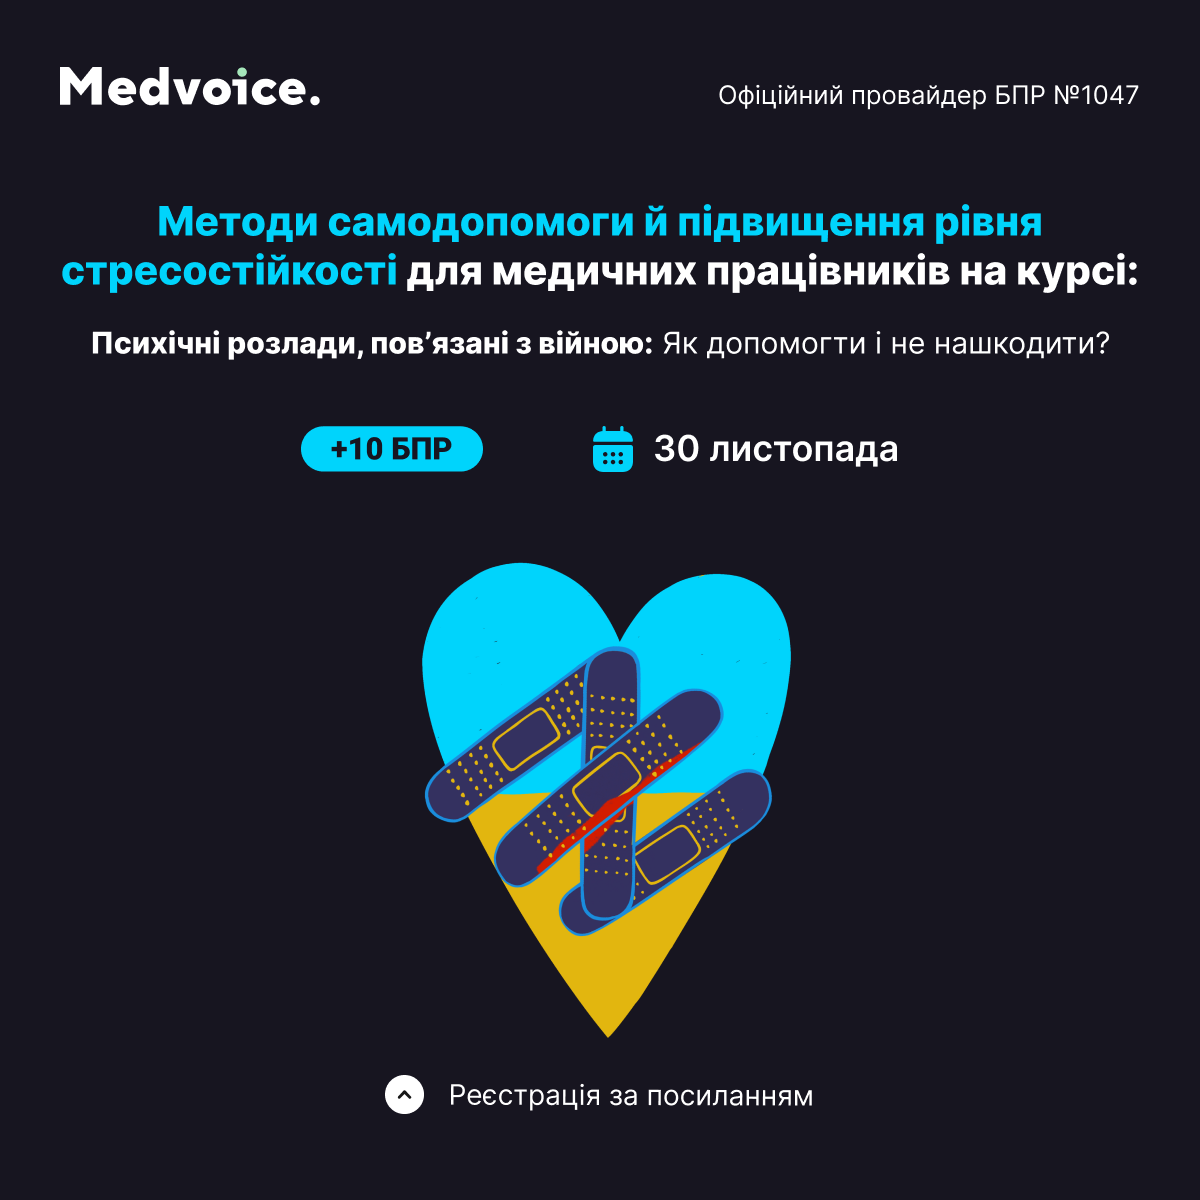 Medvoice.
Офіційний провайдер БПР №1047
Методи самодопомоги й підвищення рівня
стресостійкості для медичних працівників на курсі:
Психічні розлади, пов’язані з війною: Як допомогти і не нашкодити?
+10 БПР
30 листопада
Реєстрація за посиланням